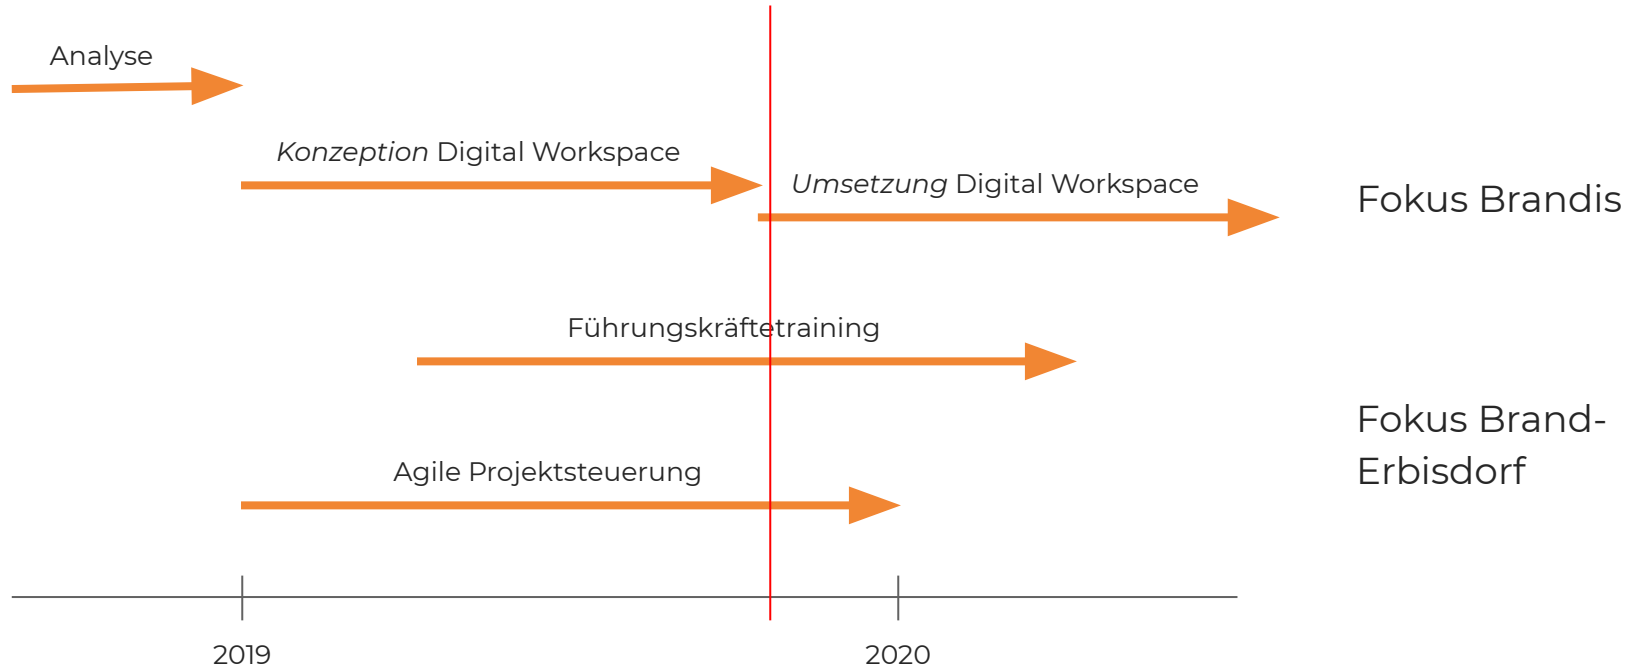 Analyse
Konzeption Digital Workspace
Umsetzung Digital Workspace
Fokus Brandis
Führungskräftetraining
Fokus Brand-
Erbisdorf
Agile Projektsteuerung
2019
2020